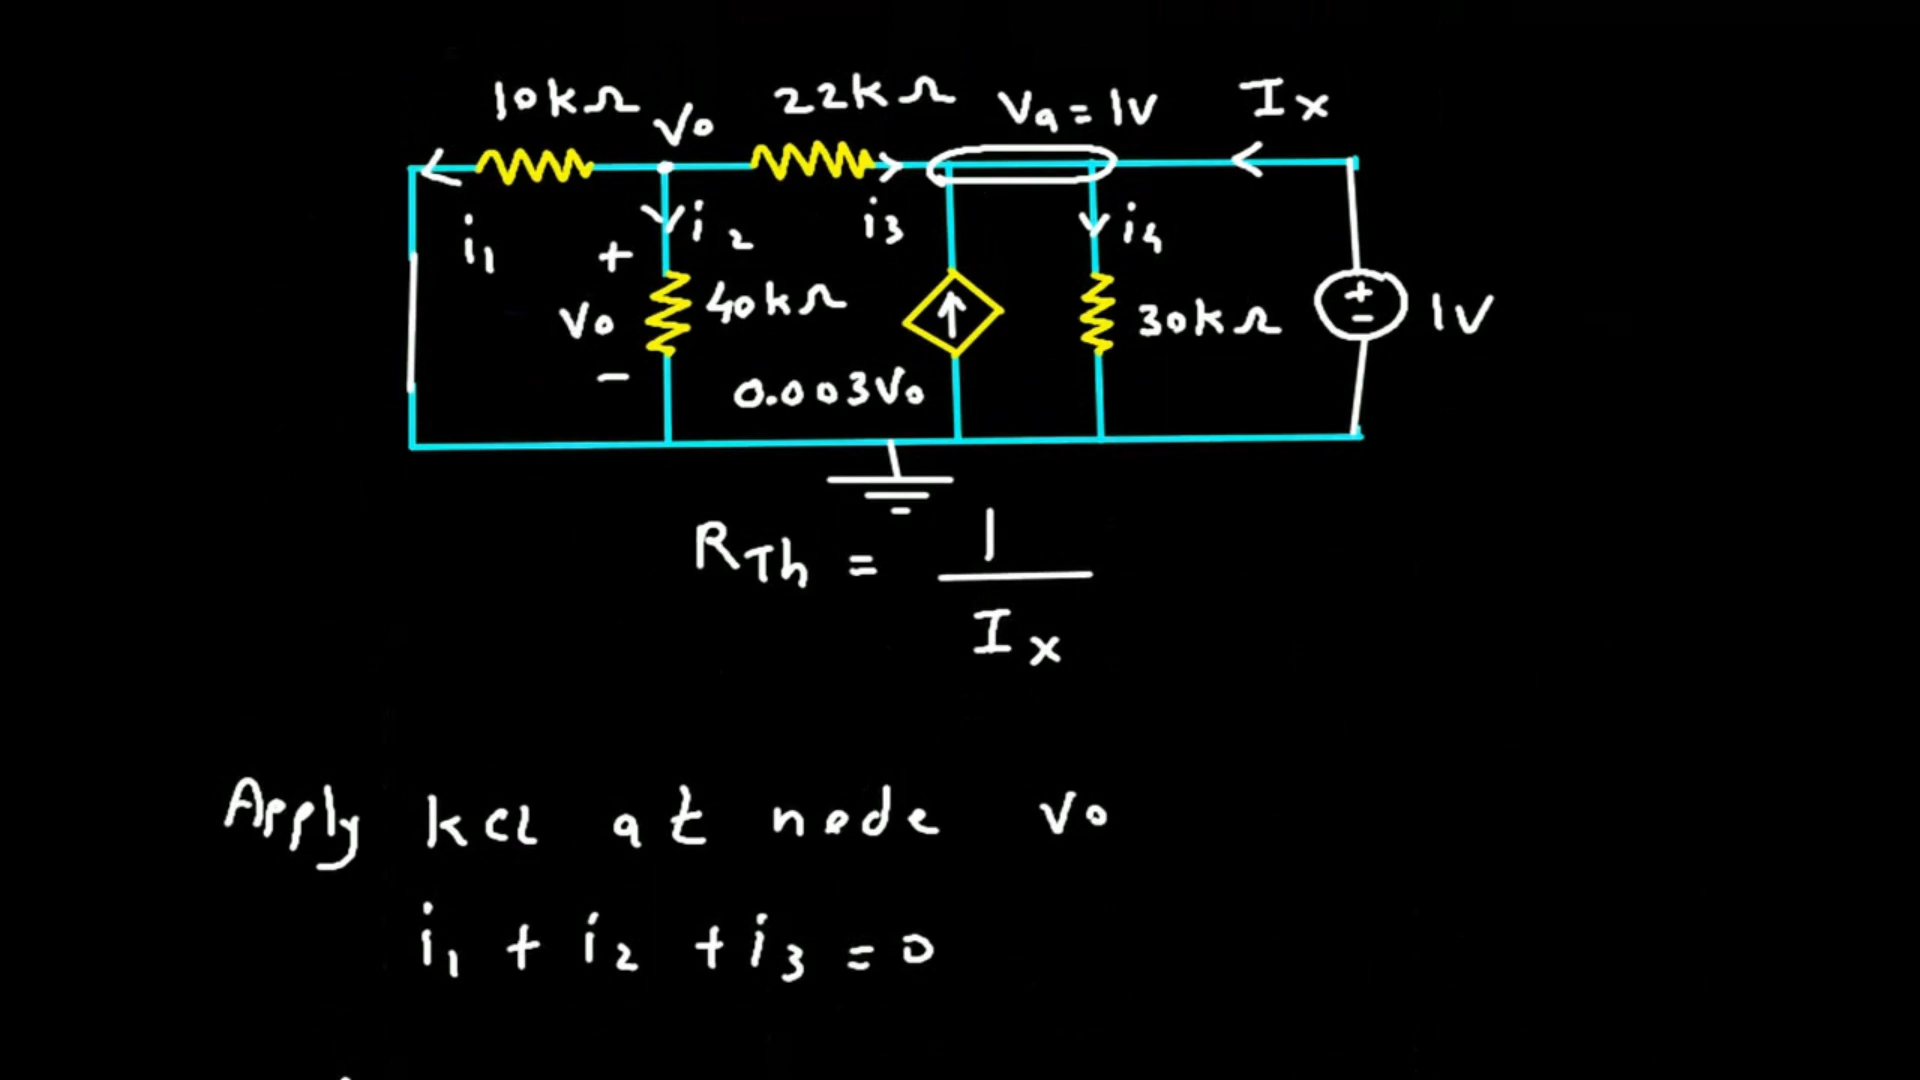 10kΩ Vo 22kΩ Va = 1V Ix
i1 i2 i3 i4
+ Vo - 40kΩ 30kΩ + - 1V
0.003Vo
RTh = 1 / Ix
Apply kcl at node Vo
i1 + i2 + i3 = 0